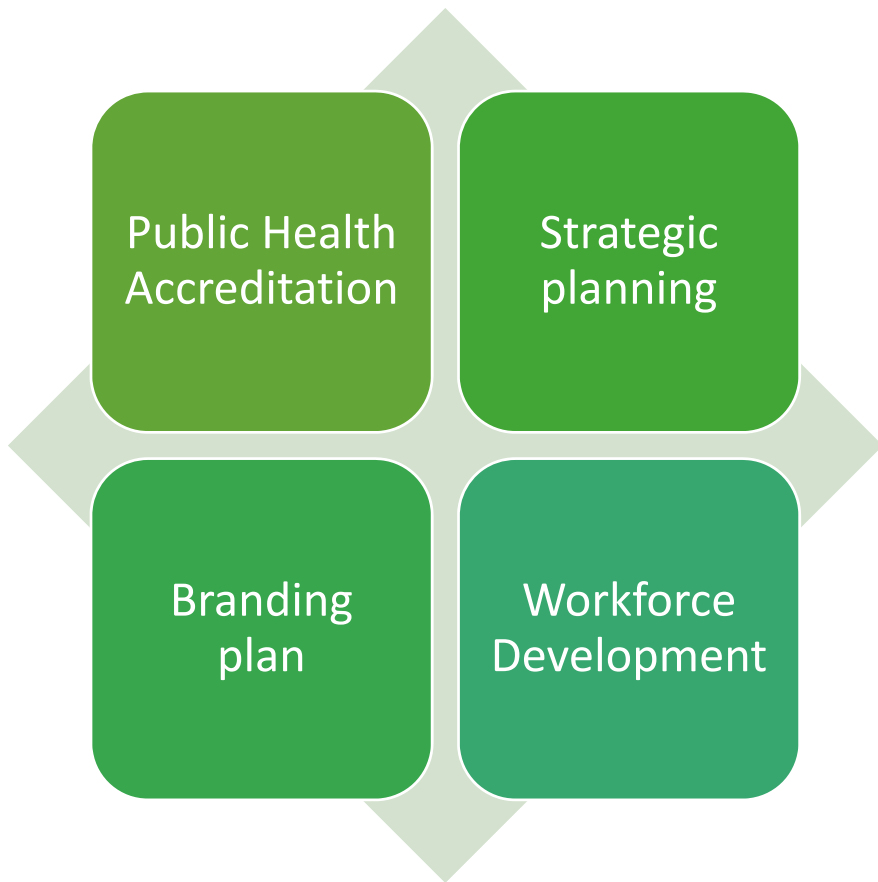 Public Health
Accreditation
Strategic
planning
Branding
plan
Workforce
Development